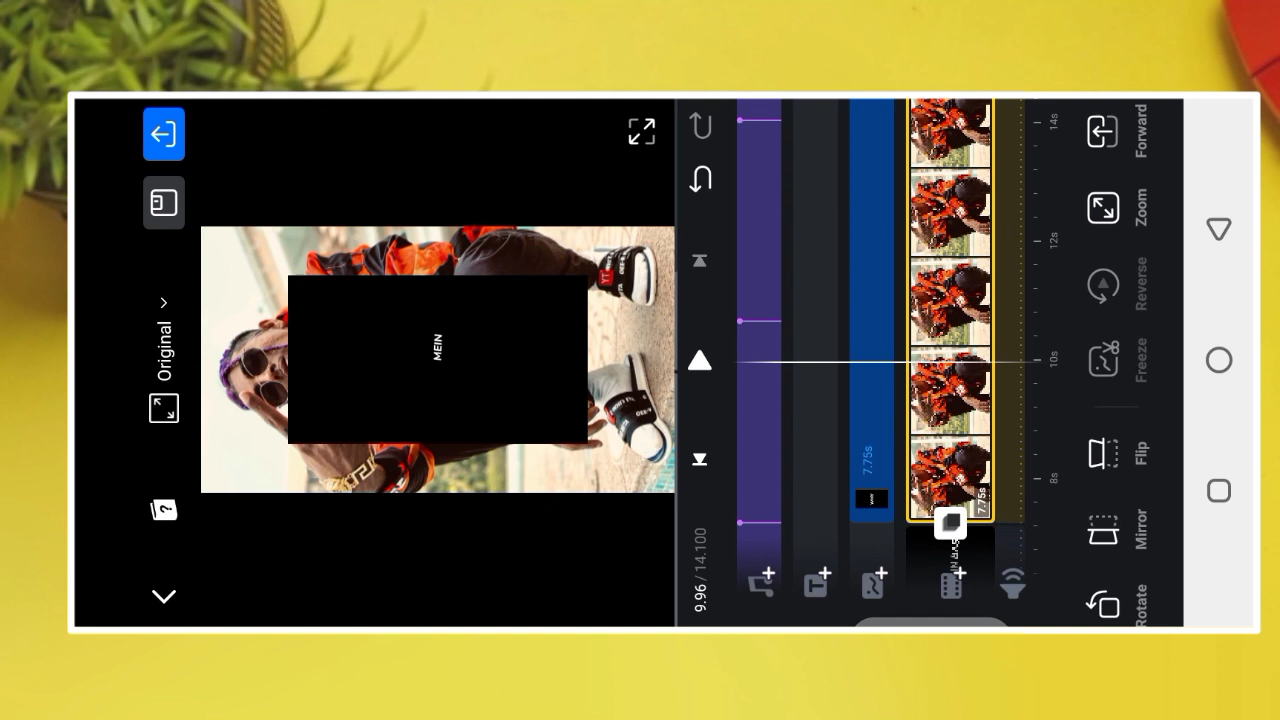 Original
MEIN
YT
9.96 / 14.100
7.75s
7.75s
8s
10s
12s
14s
Rotate
Mirror
Flip
Freeze
Reverse
Zoom
Forward